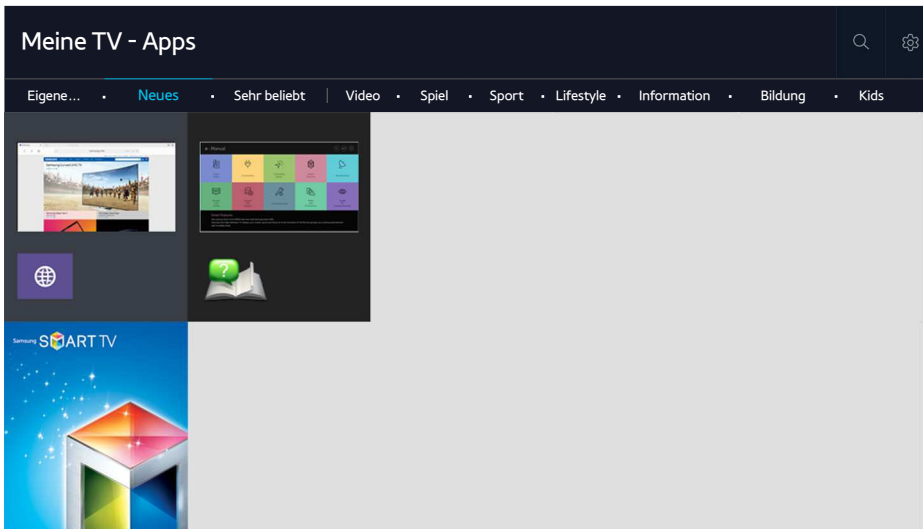 Meine TV - Apps
Eigene... • Neues • Sehr beliebt | Video • Spiel • Sport • Lifestyle • Information • Bildung • Kids
Samsung SMART TV